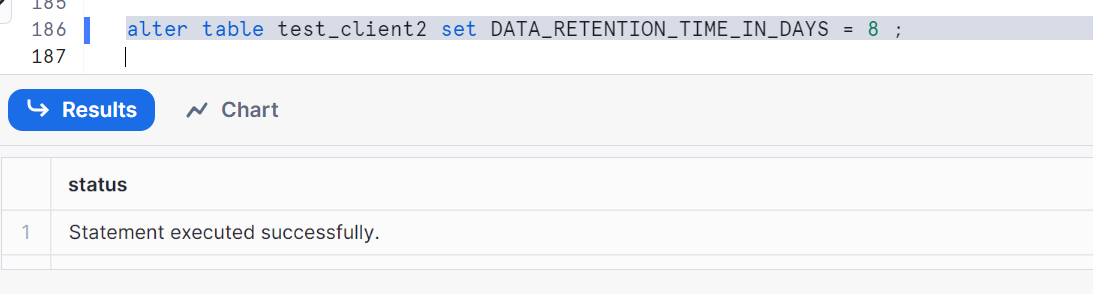 185
186 alter table test_client2 set DATA_RETENTION_TIME_IN_DAYS = 8 ;
187
Results Chart
status
1 Statement executed successfully.